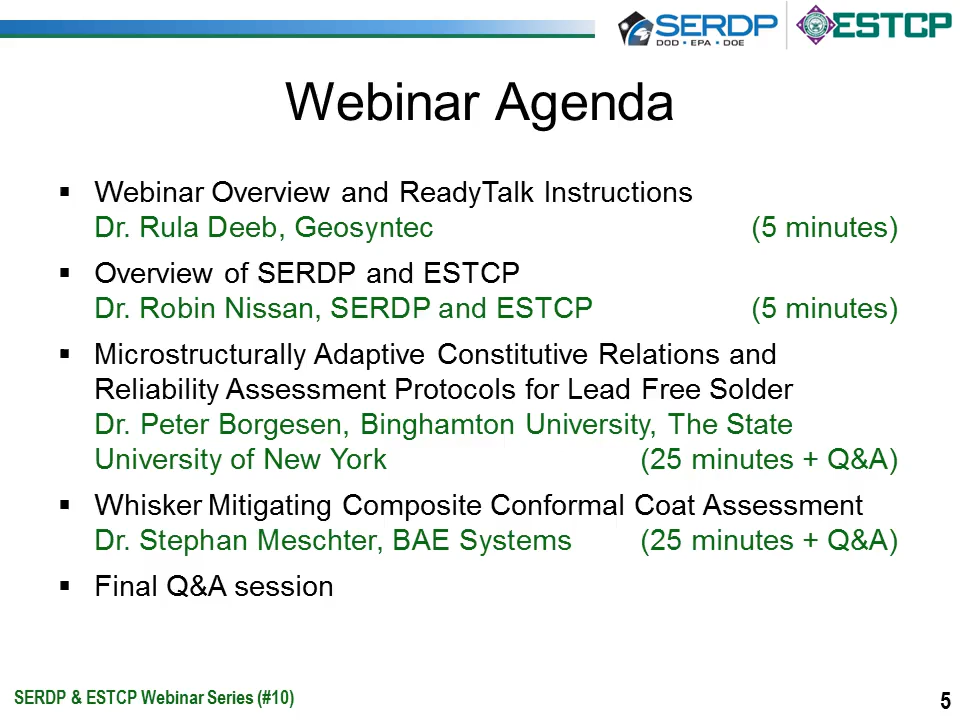 SERDP
DOD • EPA • DOE
ESTCP
Webinar Agenda
▪ Webinar Overview and ReadyTalk Instructions
Dr. Rula Deeb, Geosyntec (5 minutes)
▪ Overview of SERDP and ESTCP
Dr. Robin Nissan, SERDP and ESTCP (5 minutes)
▪ Microstructurally Adaptive Constitutive Relations and
Reliability Assessment Protocols for Lead Free Solder
Dr. Peter Borgesen, Binghamton University, The State
University of New York (25 minutes + Q&A)
▪ Whisker Mitigating Composite Conformal Coat Assessment
Dr. Stephan Meschter, BAE Systems (25 minutes + Q&A)
▪ Final Q&A session
SERDP & ESTCP Webinar Series (#10)
5